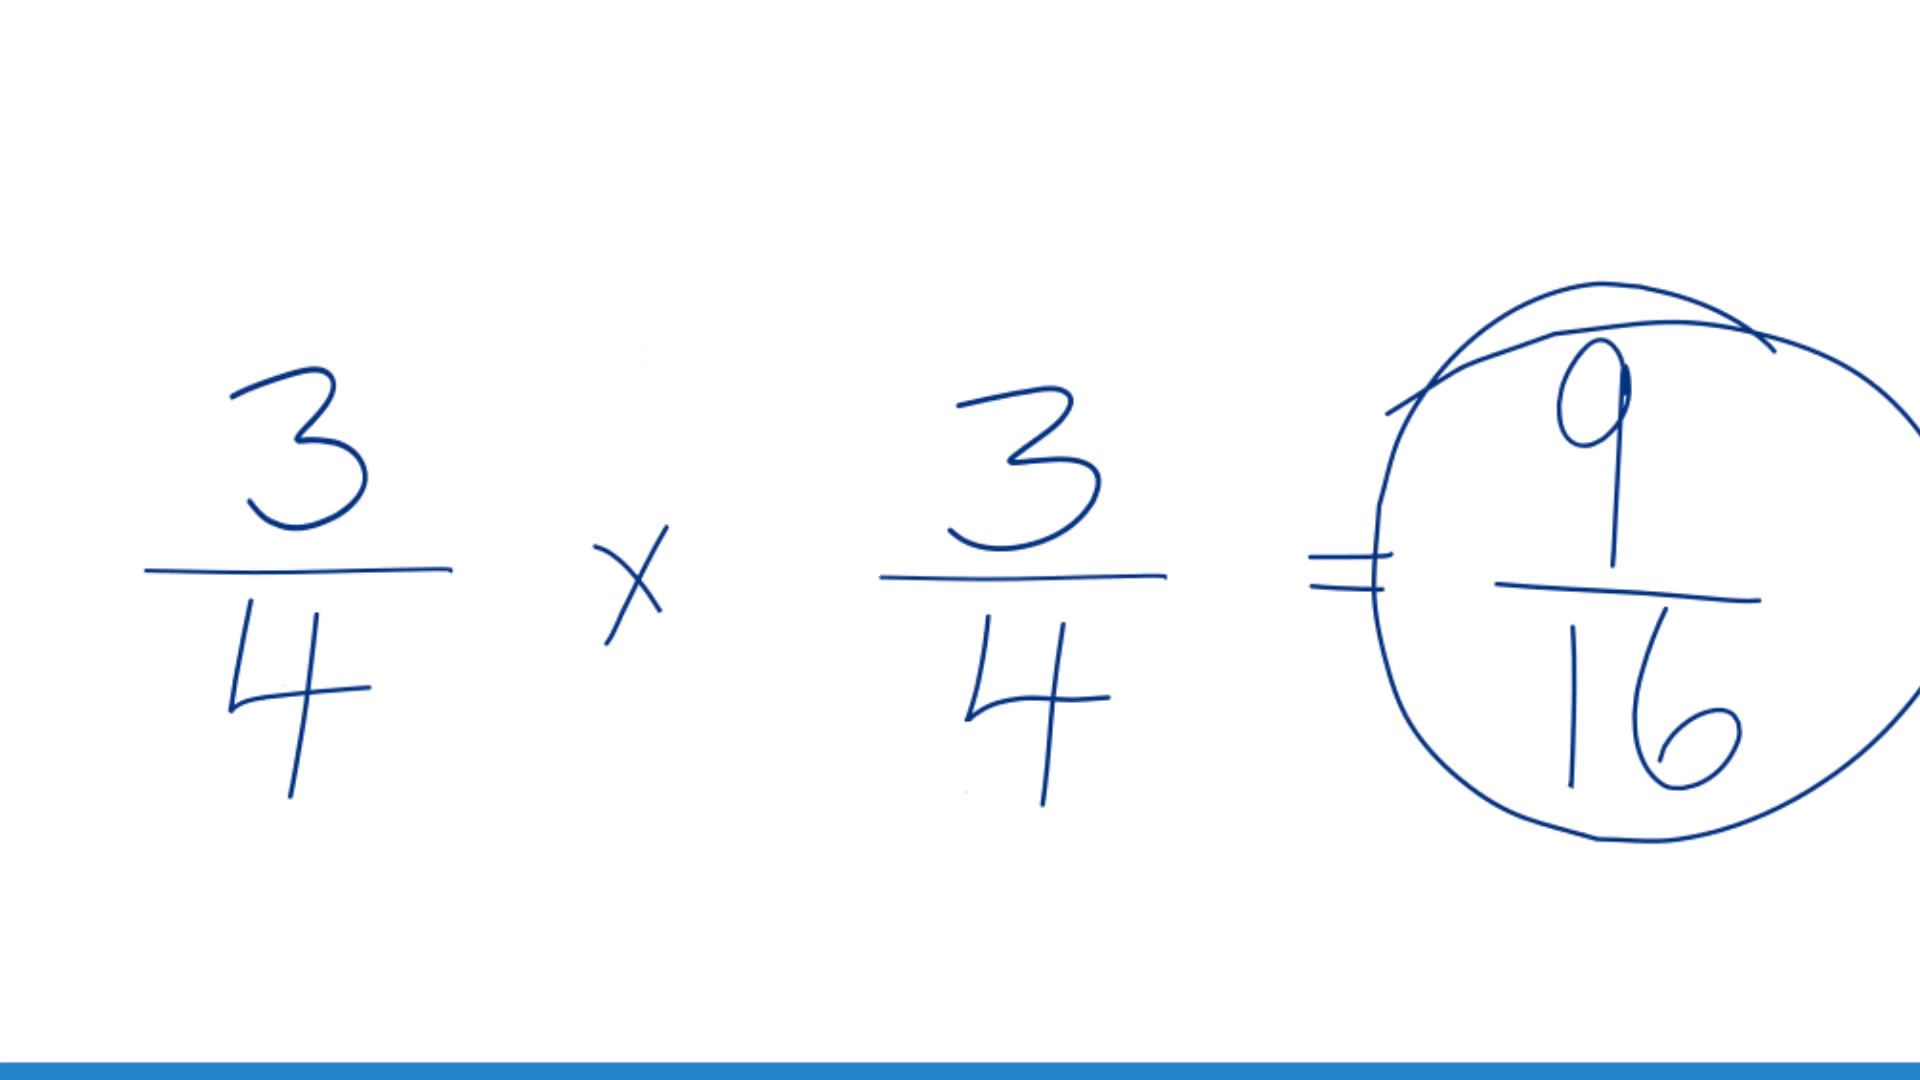 3/4 x 3/4 = 9/16